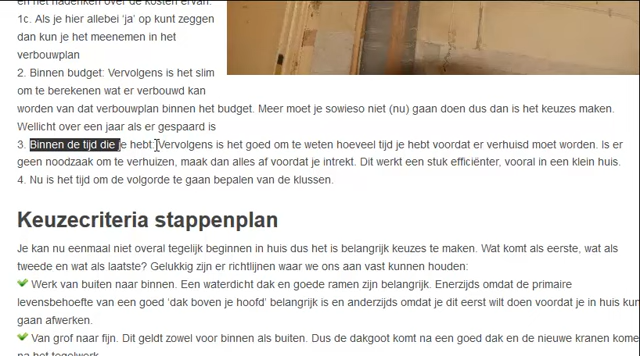 en het nadenken over de kosten ervan.
1c. Als je hier allebei ‘ja’ op kunt zeggen
dan kun je het meenemen in het
verbouwplan
2. Binnen budget: Vervolgens is het slim
om te berekenen wat er verbouwd kan
worden van dat verbouwplan binnen het budget. Meer moet je sowieso niet (nu) gaan doen dus dan is het keuzes maken.
Wellicht over een jaar als er gespaard is
3. Binnen de tijd die je hebt: Vervolgens is het goed om te weten hoeveel tijd je hebt voordat er verhuisd moet worden. Is er
geen noodzaak om te verhuizen, maak dan alles af voordat je intrekt. Dit werkt een stuk efficiënter, vooral in een klein huis.
4. Nu is het tijd om de volgorde te gaan bepalen van de klussen.
Keuzecriteria stappenplan
Je kan nu eenmaal niet overal tegelijk beginnen in huis dus het is belangrijk keuzes te maken. Wat komt als eerste, wat als
tweede en wat als laatste? Gelukkig zijn er richtlijnen waar we ons aan vast kunnen houden:
Werk van buiten naar binnen. Een waterdicht dak en goede ramen zijn belangrijk. Enerzijds omdat de primaire
levensbehoefte van een goed ‘dak boven je hoofd’ belangrijk is en anderzijds omdat je dit eerst wilt doen voordat je in huis kun
gaan afwerken.
Van grof naar fijn. Dit geldt zowel voor binnen als buiten. Dus de dakgoot komt na een goed dak en de nieuwe kranen kome
na het tegelwerk